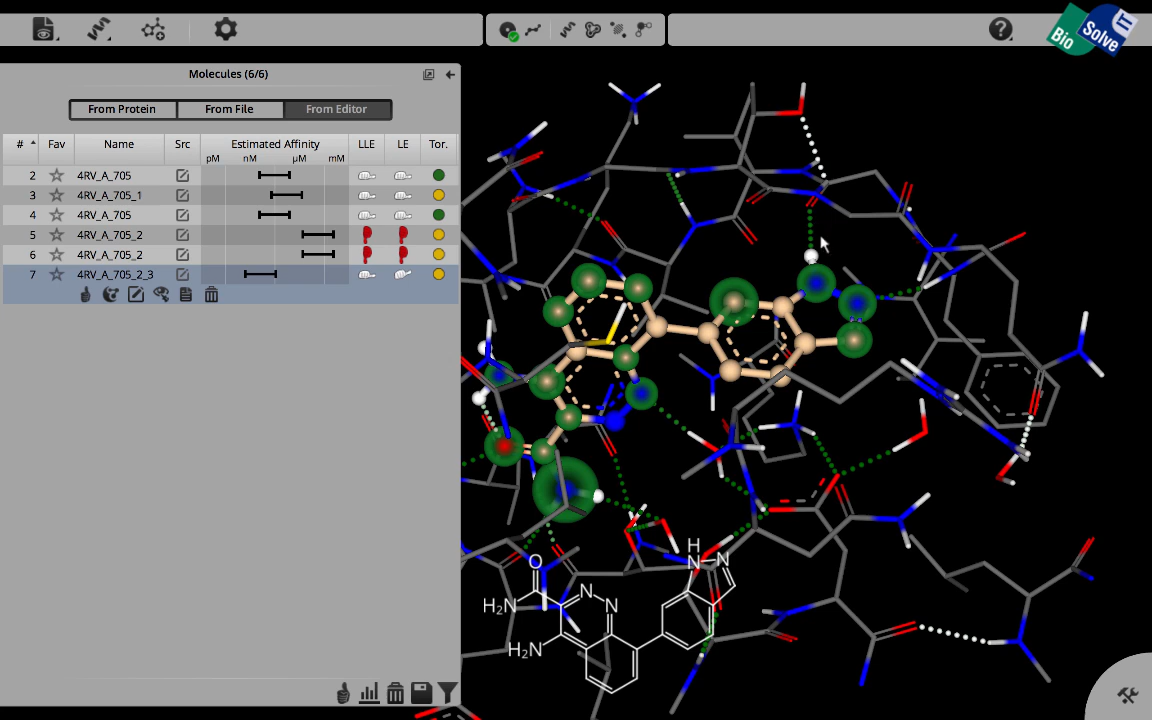 Bio
Solve
IT
Molecules (6/6)
From Protein From File From Editor
# Fav Name Src Estimated Affinity LLE LE Tor.
pM nM μM mM
2 4RV_A_705
3 4RV_A_705_1
4 4RV_A_705
5 4RV_A_705_2
6 4RV_A_705_2
7 4RV_A_705_2_3
H
N
N
O
N
N
H₂N
H₂N